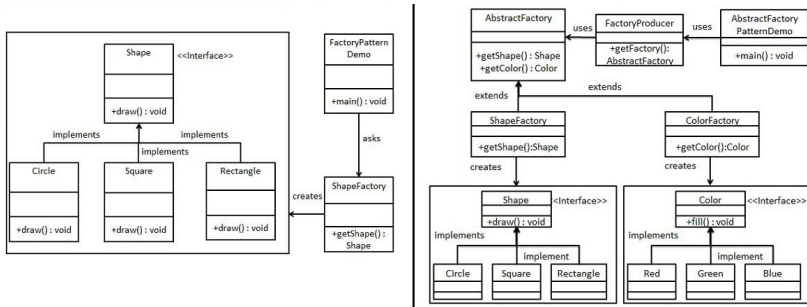 Shape
<<Interface>>
+draw() : void
implements
implements
implements
Circle
Square
Rectangle
+draw() : void
+draw() : void
+draw() : void
FactoryPattern
Demo
+main() : void
asks
creates
ShapeFactory
+getShape() :
Shape
AbstractFactory
+getShape() : Shape
+getColor() : Color
uses
FactoryProducer
+getFactory():
AbstractFactory
uses
AbstractFactory
PatternDemo
+main() : void
extends
extends
ShapeFactory
+getShape():Shape
ColorFactory
+getColor():Color
creates
creates
Shape
<<Interface>>
+draw() : void
implements
implement
Circle
Square
Rectangle
Color
<<Interface>>
+fill() : void
implements
implement
Red
Green
Blue